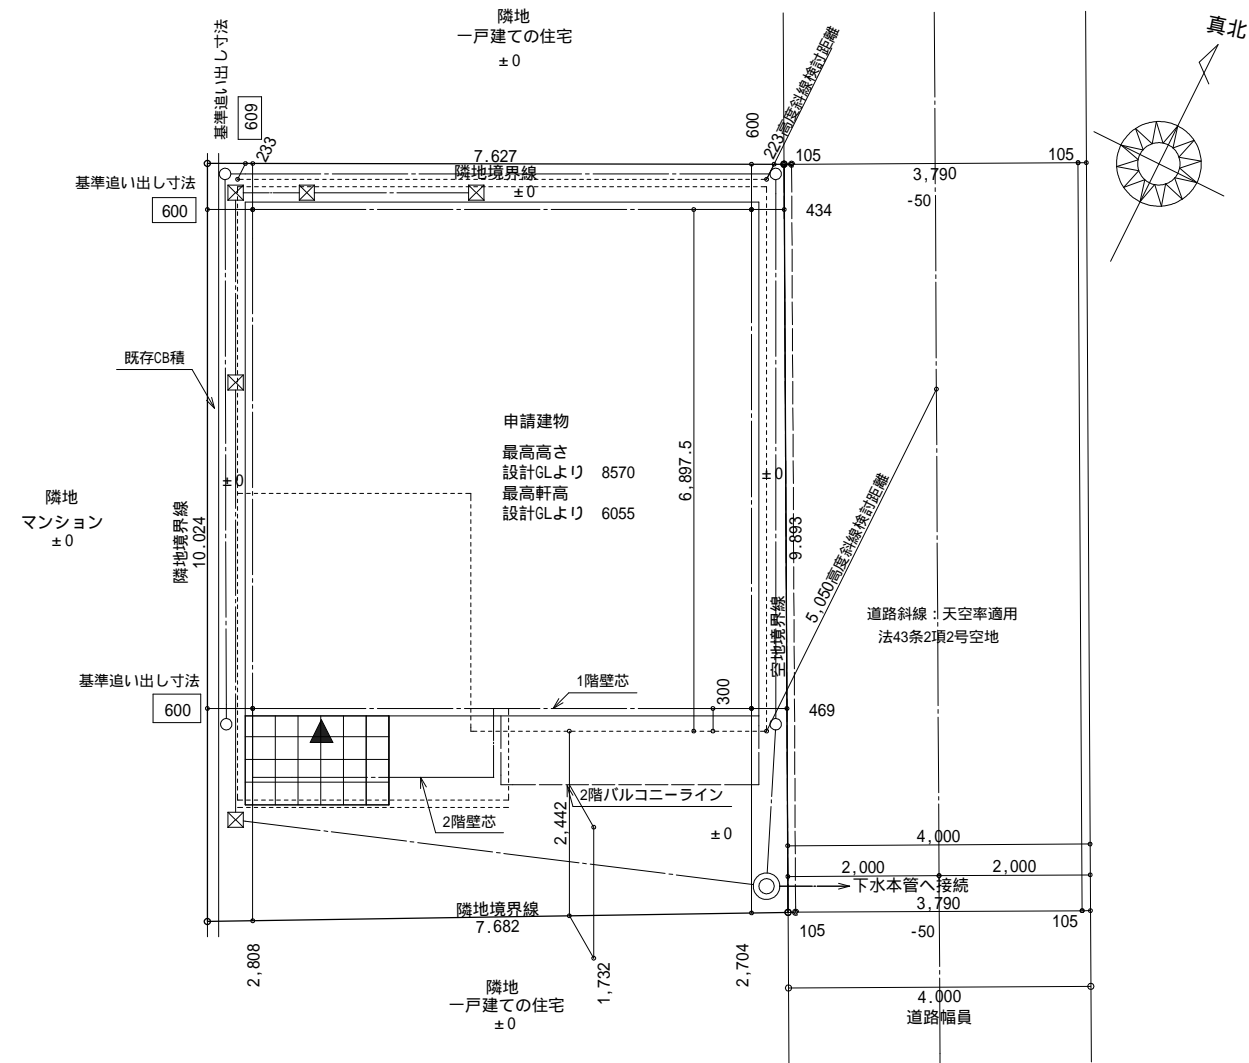 隣地
一戸建ての住宅
±0
真北
基準追い出し寸法
609
233
7.627
隣地境界線
±0
600
223高度斜線検討距離
105
105
3,790
-50
基準追い出し寸法
600
434
既存CB積
申請建物
最高高さ
設計GLより 8570
最高軒高
設計GLより 6055
6,897.5
±0
±0
隣地
マンション
±0
隣地境界線
10.024
9.893
空地境界線
5,050高度斜線検討距離
道路斜線：天空率適用
法43条2項2号空地
基準追い出し寸法
600
1階壁芯
300
469
2階バルコニーライン
2階壁芯
2,442
±0
4,000
2,000
2,000
下水本管へ接続
3,790
105
105
-50
隣地境界線
7.682
2,808
1,732
2,704
隣地
一戸建ての住宅
±0
4.000
道路幅員